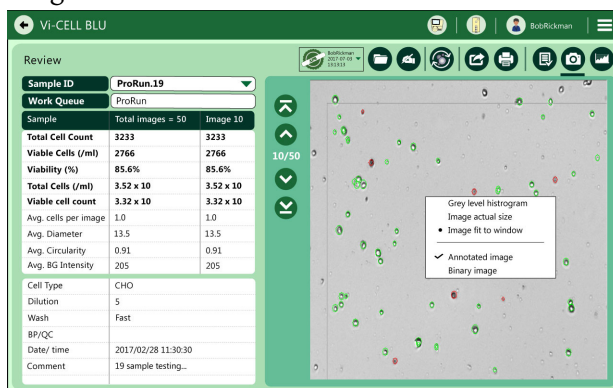 Vi-CELL BLU
BobRickman
Review
BobRickman
2017-07-03
13:13:13
Sample ID ProRun.19
Work Queue ProRun
Sample Total images = 50 Image 10
Total Cell Count 3233 3233
Viable Cells (/ml) 2766 2766
Viability (%) 85.6% 85.6%
Total Cells (/ml) 3.52 x 10 3.52 x 10
Viable cell count 3.32 x 10 3.32 x 10
Avg. cells per image 1.0 1.0
Avg. Diameter 13.5 13.5
Avg. Circularity 0.91 0.91
Avg. BG Intensity 205 205
Cell Type CHO
Dilution 5
Wash Fast
BP/QC
Date/ time 2017/02/28 11:30:30
Comment 19 sample testing...
10/50
Grey level histrogram
Image actual size
Image fit to window
Annotated image
Binary image